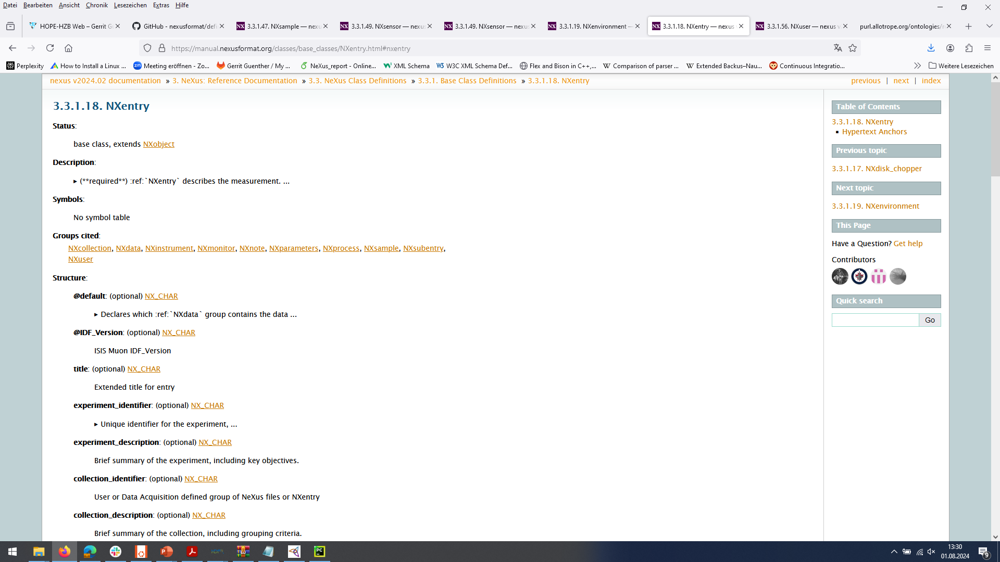 Datei Bearbeiten Ansicht Chronik Lesezeichen Extras Hilfe
HOPE-HZB Web – Gerrit Gu GitHub - nexusformat/defi 3.3.1.47. NXsample — nexu 3.3.1.49. NXsensor — nexus 3.3.1.49. NXsensor — nexus 3.3.1.19. NXenvironment — 3.3.1.18. NXentry — nexus 3.3.1.56. NXuser — nexus v purl.allotrope.org/ontologies/r
https://manual.nexusformat.org/classes/base_classes/NXentry.html#nxentry
Perplexity How to Install a Linux ... Meeting eröffnen - Zo... Gerrit Guenther / My ... NeXus_report - Online... XML Schema W3C XML Schema Def... Flex and Bison in C++,... Comparison of parser ... Extended Backus–Nau... Continuous Integratio... Weitere Lesezeichen
nexus v2024.02 documentation » 3. NeXus: Reference Documentation » 3.3. NeXus Class Definitions » 3.3.1. Base Class Definitions » 3.3.1.18. NXentry previous | next | index
3.3.1.18. NXentry
Status:
base class, extends NXobject
Description:
▸ (**required**) :ref:`NXentry` describes the measurement. ...
Symbols:
No symbol table
Groups cited:
NXcollection, NXdata, NXinstrument, NXmonitor, NXnote, NXparameters, NXprocess, NXsample, NXsubentry,
NXuser
Structure:
@default: (optional) NX_CHAR
▸ Declares which :ref:`NXdata` group contains the data ...
@IDF_Version: (optional) NX_CHAR
ISIS Muon IDF_Version
title: (optional) NX_CHAR
Extended title for entry
experiment_identifier: (optional) NX_CHAR
▸ Unique identifier for the experiment, ...
experiment_description: (optional) NX_CHAR
Brief summary of the experiment, including key objectives.
collection_identifier: (optional) NX_CHAR
User or Data Acquisition defined group of NeXus files or NXentry
collection_description: (optional) NX_CHAR
Brief summary of the collection, including grouping criteria.
Table of Contents
3.3.1.18. NXentry
▪ Hypertext Anchors
Previous topic
3.3.1.17. NXdisk_chopper
Next topic
3.3.1.19. NXenvironment
This Page
Have a Question? Get help
Contributors
Quick search
Go
13:30
01.08.2024
9